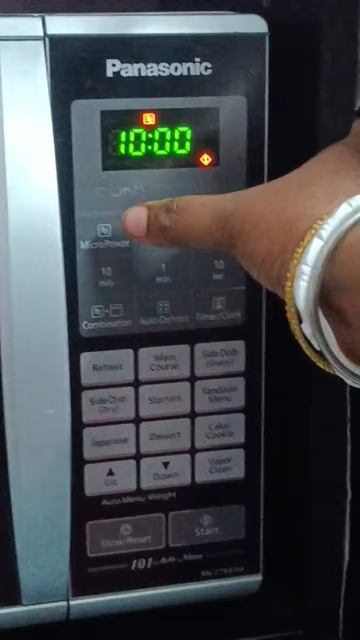 Panasonic
10:00
Micro Power
10 min 1 min 10 sec
Combination Auto Defrost Timer/Clock
Reheat Main Course Side Dish (Gravy)
Side Dish (Dry) Starters Tandoori Menu
Japanese Dessert Cake/Cookie
Up Down Vapor Clean
Auto Menu/Weight
Stop/Reset Start
101 Auto Menu